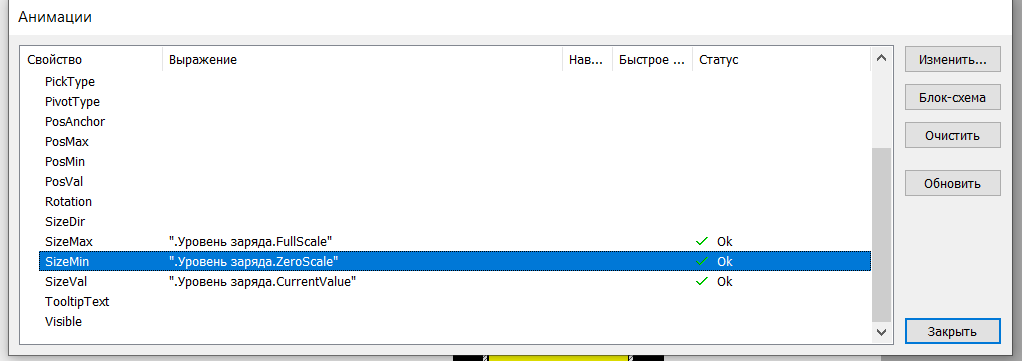 Анимации
Свойство Выражение Нав... Быстрое ... Статус
PickType
PivotType
PosAnchor
PosMax
PosMin
PosVal
Rotation
SizeDir
SizeMax ".Уровень заряда.FullScale" Ok
SizeMin ".Уровень заряда.ZeroScale" Ok
SizeVal ".Уровень заряда.CurrentValue" Ok
TooltipText
Visible
Изменить...
Блок-схема
Очистить
Обновить
Закрыть